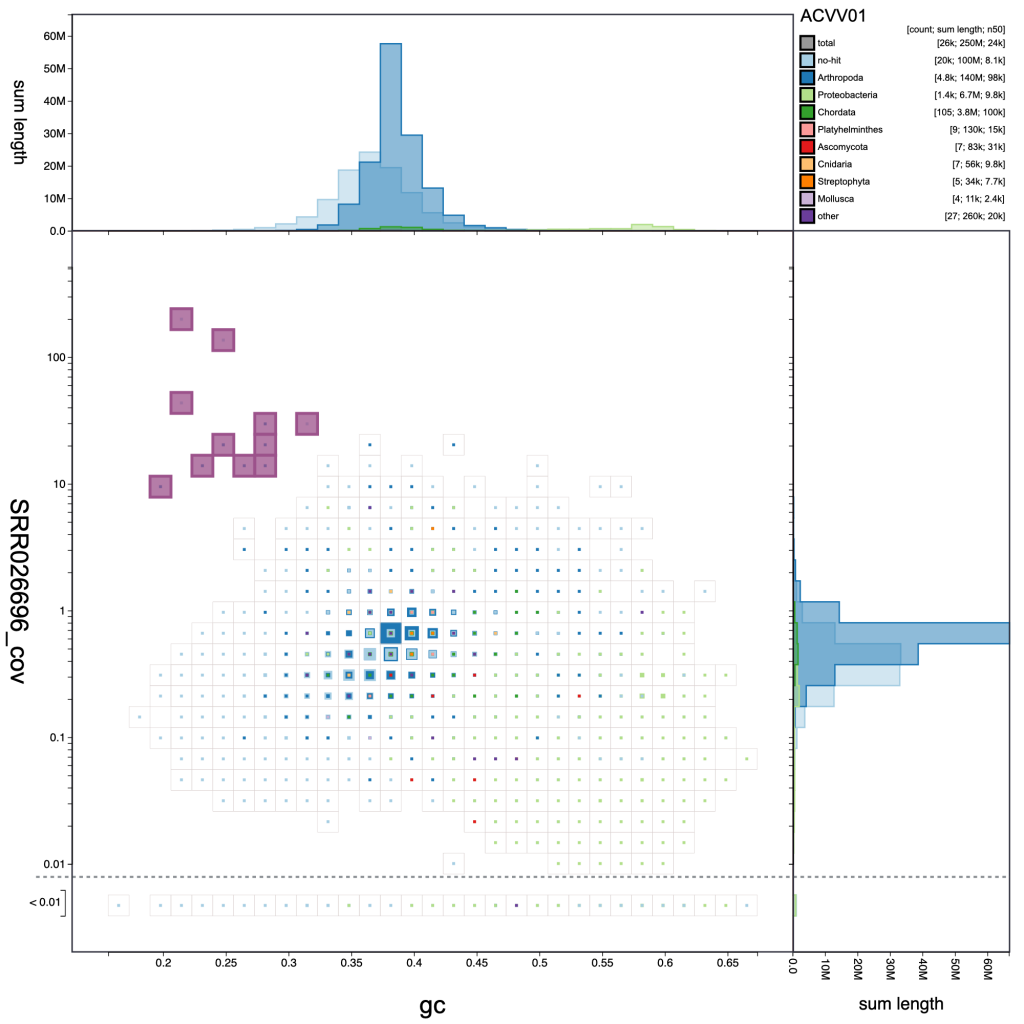 ACVV01
[count; sum length; n50]
total [26k; 250M; 24k]
no-hit [20k; 100M; 8.1k]
Arthropoda [4.8k; 140M; 98k]
Proteobacteria [1.4k; 6.7M; 9.8k]
Chordata [105; 3.8M; 100k]
Platyhelminthes [9; 130k; 15k]
Ascomycota [7; 83k; 31k]
Cnidaria [7; 56k; 9.8k]
Streptophyta [5; 34k; 7.7k]
Mollusca [4; 11k; 2.4k]
other [27; 260k; 20k]
sum length
60M
50M
40M
30M
20M
10M
0.0
SRR026696_cov
100
10
1
0.1
0.01
< 0.01
0.2 0.25 0.3 0.35 0.4 0.45 0.5 0.55 0.6 0.65
gc
0.0 10M 20M 30M 40M 50M 60M
sum length